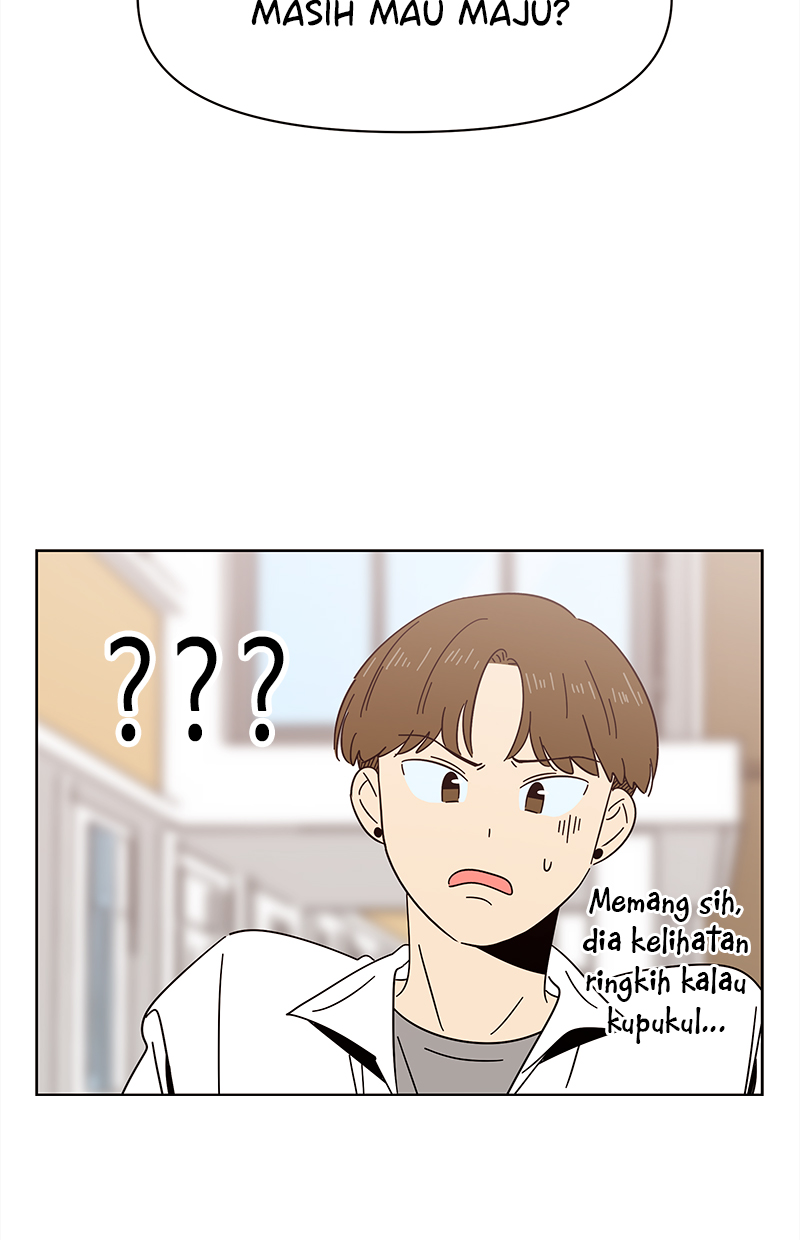 MASIH MAU MAJU?
???
Memang sih,
dia kelihatan
ringkih kalau
kupukul...